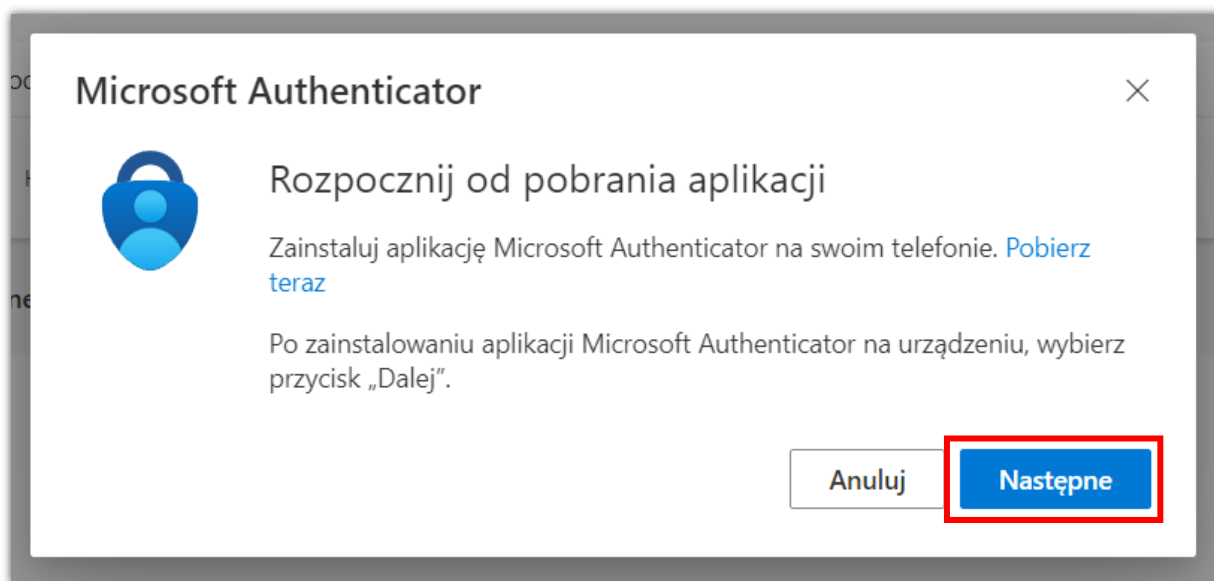 Microsoft Authenticator
Rozpocznij od pobrania aplikacji
Zainstaluj aplikację Microsoft Authenticator na swoim telefonie. Pobierz
teraz
Po zainstalowaniu aplikacji Microsoft Authenticator na urządzeniu, wybierz
przycisk „Dalej”.
Anuluj Następne